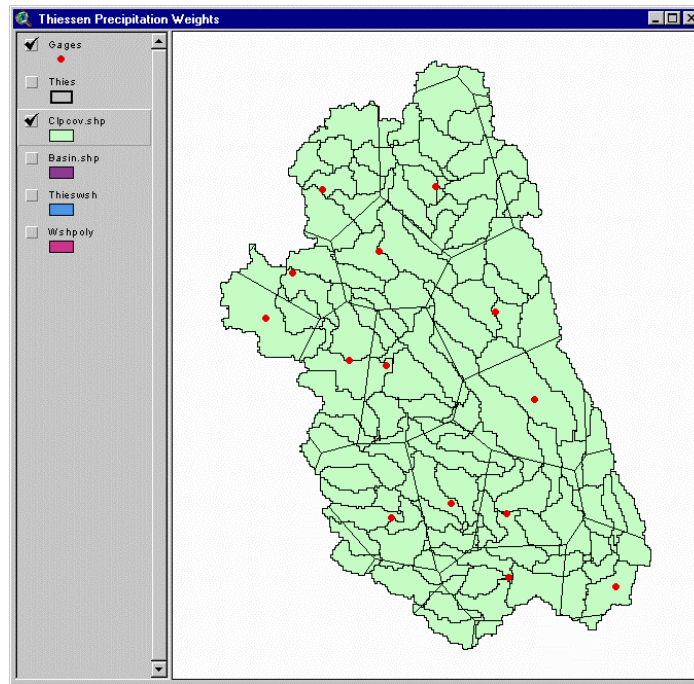 Thiessen Precipitation Weights
Gages
Thies
Clpcov.shp
Basin.shp
Thieswsh
Wshpoly